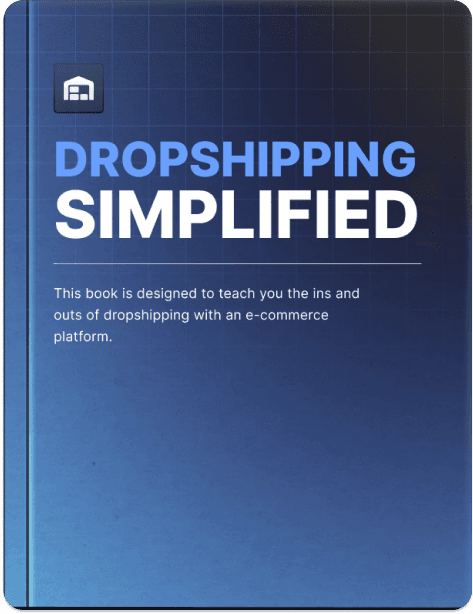 DROPSHIPPING
SIMPLIFIED
This book is designed to teach you the ins and
outs of dropshipping with an e-commerce
platform.